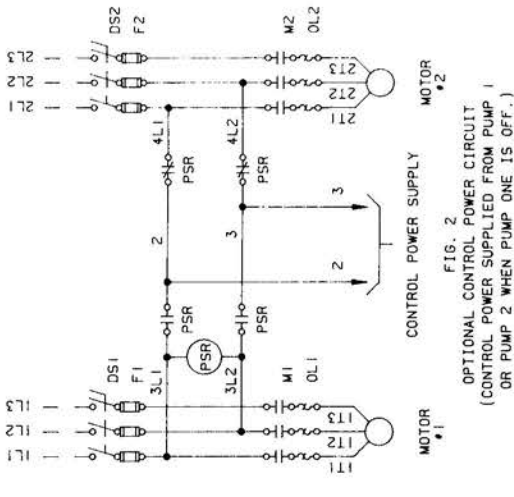 1L1
1L2
1L3
DS1
F1
3L1
3L2
PSR
PSR
PSR
M1
OL1
1T1
1T2
1T3
MOTOR
#1
2
3
2
3
CONTROL POWER SUPPLY
PSR
PSR
4L1
4L2
2L1
2L2
2L3
DS2
F2
M2
OL2
2T1
2T2
2T3
MOTOR
#2
FIG. 2
OPTIONAL CONTROL POWER CIRCUIT
(CONTROL POWER SUPPLIED FROM PUMP 1
OR PUMP 2 WHEN PUMP ONE IS OFF.)